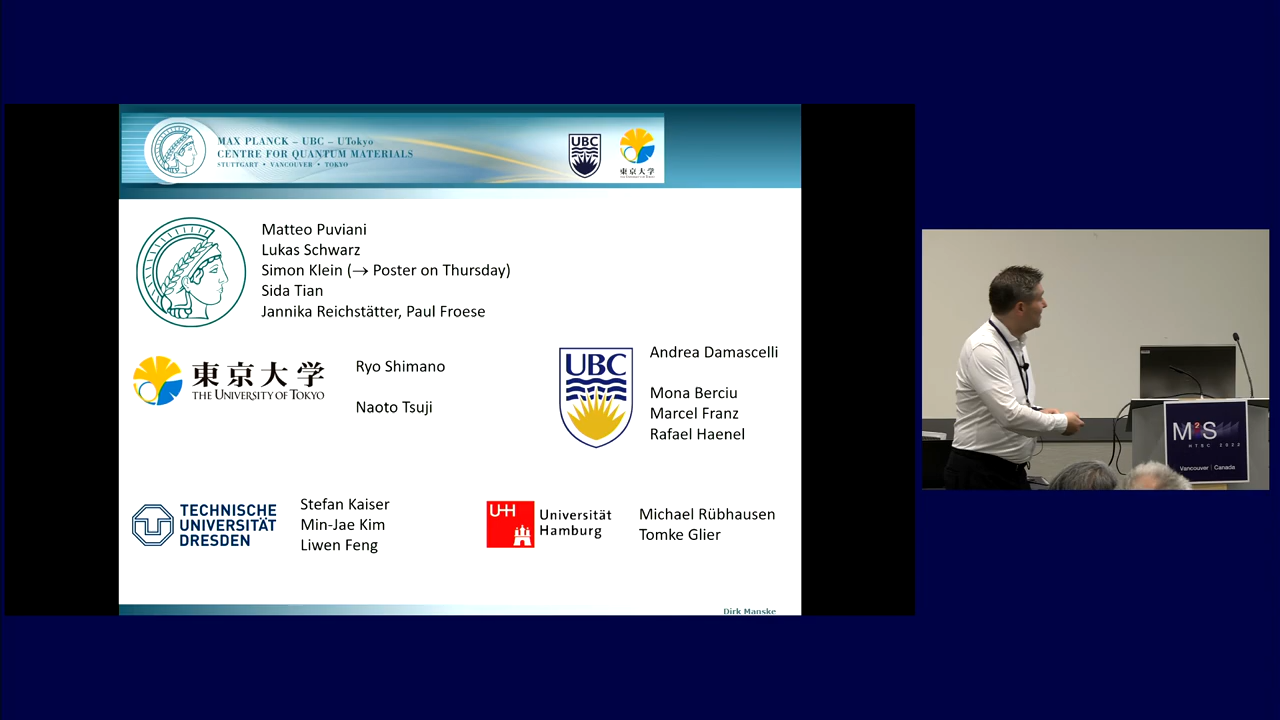 MAX PLANCK – UBC – UTokyo
CENTRE FOR QUANTUM MATERIALS
STUTTGART • VANCOUVER • TOKYO
UBC
東京大学
Matteo Puviani
Lukas Schwarz
Simon Klein (→ Poster on Thursday)
Sida Tian
Jannika Reichstätter, Paul Froese
東京大学
THE UNIVERSITY OF TOKYO
Ryo Shimano
Naoto Tsuji
UBC
Andrea Damascelli
Mona Berciu
Marcel Franz
Rafael Haenel
TECHNISCHE
UNIVERSITÄT
DRESDEN
Stefan Kaiser
Min-Jae Kim
Liwen Feng
UH
Universität
Hamburg
Michael Rübhausen
Tomke Glier
Dirk Manske
M2S
HTSC 2022
Vancouver | Canada